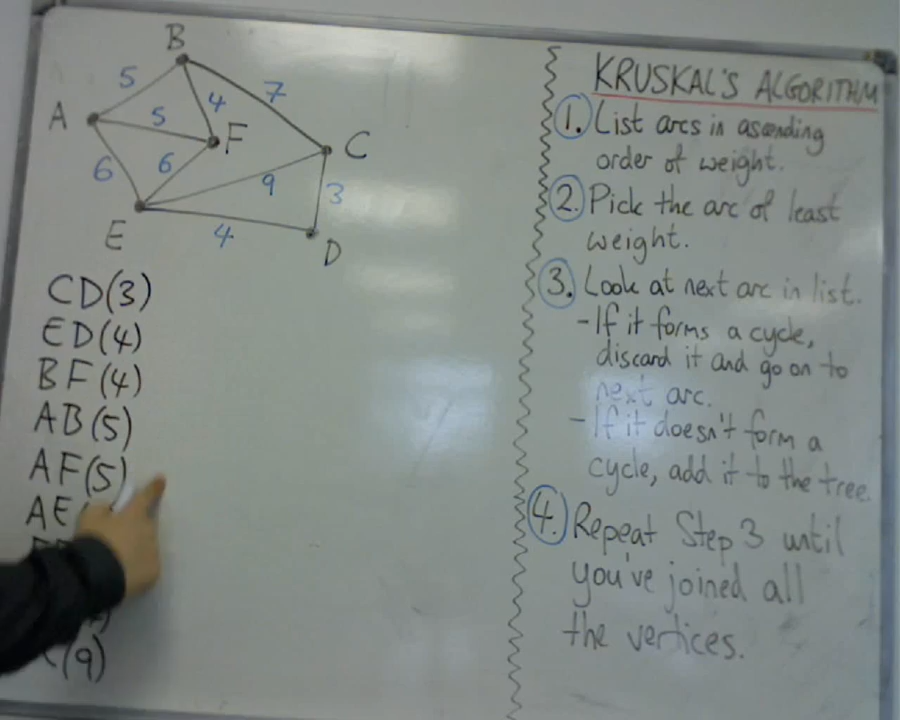 B
5
7
4
A
5
F
C
6
6
9
3
E
4
D
CD(3)
ED(4)
BF(4)
AB(5)
AF(5)
AE
(9)
KRUSKAL'S ALGORITHM
1. List arcs in ascending
order of weight.
2. Pick the arc of least
weight.
3. Look at next arc in list.
- If it forms a cycle,
discard it and go on to
next arc.
- If it doesn't form a
cycle, add it to the tree.
4. Repeat Step 3 until
you've joined all
the vertices.